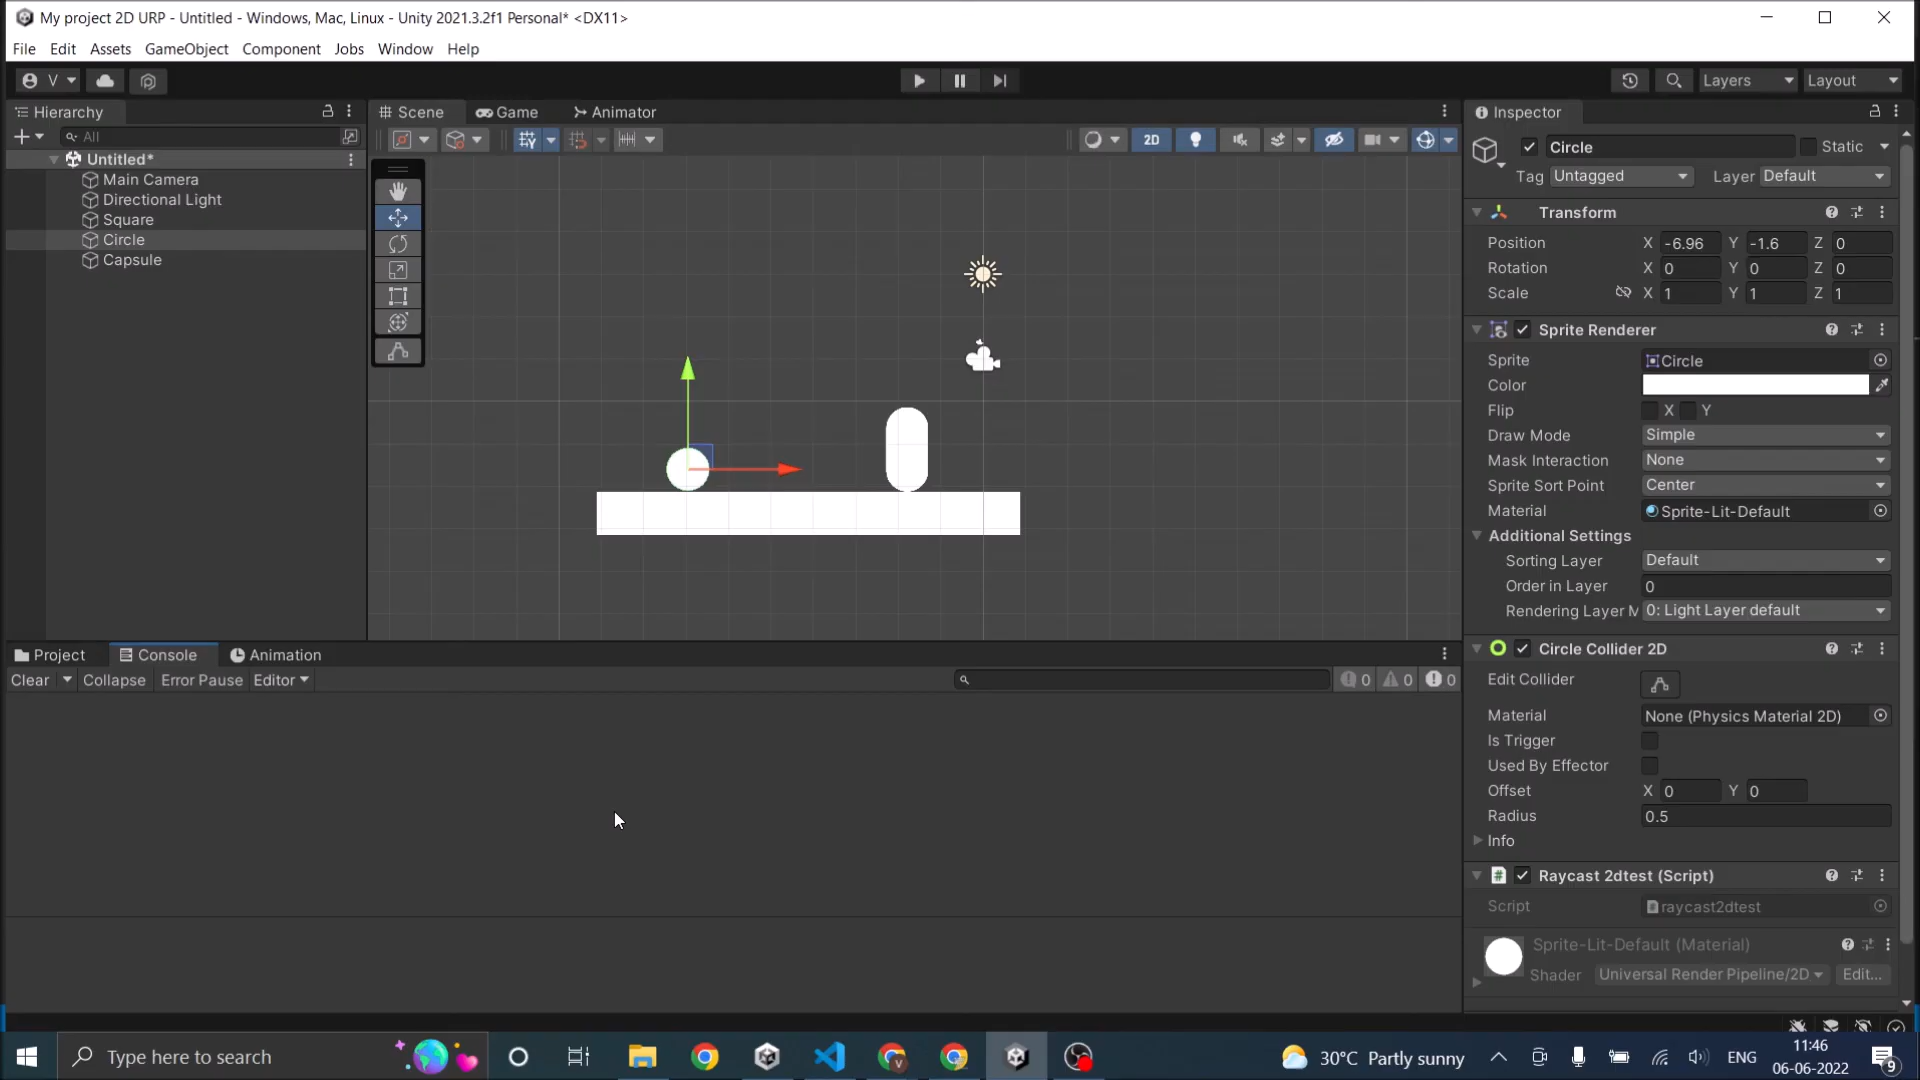 My project 2D URP - Untitled - Windows, Mac, Linux - Unity 2021.3.2f1 Personal* <DX11>
File Edit Assets GameObject Component Jobs Window Help
V Layers Layout
Hierarchy
All
Untitled*
Main Camera
Directional Light
Square
Circle
Capsule
Scene Game Animator
2D
Inspector
Circle Static
Tag Untagged Layer Default
Transform
Position X -6.96 Y -1.6 Z 0
Rotation X 0 Y 0 Z 0
Scale X 1 Y 1 Z 1
Sprite Renderer
Sprite Circle
Color
Flip X Y
Draw Mode Simple
Mask Interaction None
Sprite Sort Point Center
Material Sprite-Lit-Default
Additional Settings
Sorting Layer Default
Order in Layer 0
Rendering Layer M 0: Light Layer default
Circle Collider 2D
Edit Collider
Material None (Physics Material 2D)
Is Trigger
Used By Effector
Offset X 0 Y 0
Radius 0.5
Info
Raycast 2dtest (Script)
Script raycast2dtest
Sprite-Lit-Default (Material)
Shader Universal Render Pipeline/2D Edit...
Project Console Animation
Clear Collapse Error Pause Editor 0 0 0
Type here to search
30°C Partly sunny
ENG
11:46
06-06-2022
9